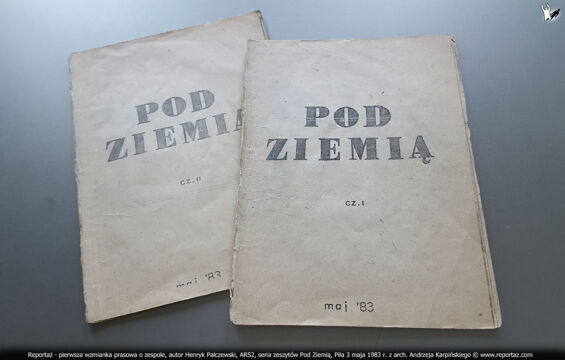 POD
ZIEMIĄ
CZ. II
maj '83
POD
ZIEMIĄ
CZ. I
maj '83
Reportaż - pierwsza wzmianka prasowa o zespole, autor Henryk Palczewski, ARS2, seria zeszytów Pod Ziemią, Piła 3 maja 1983 r. z arch. Andrzeja Karpińskiego © www.reportaz.com